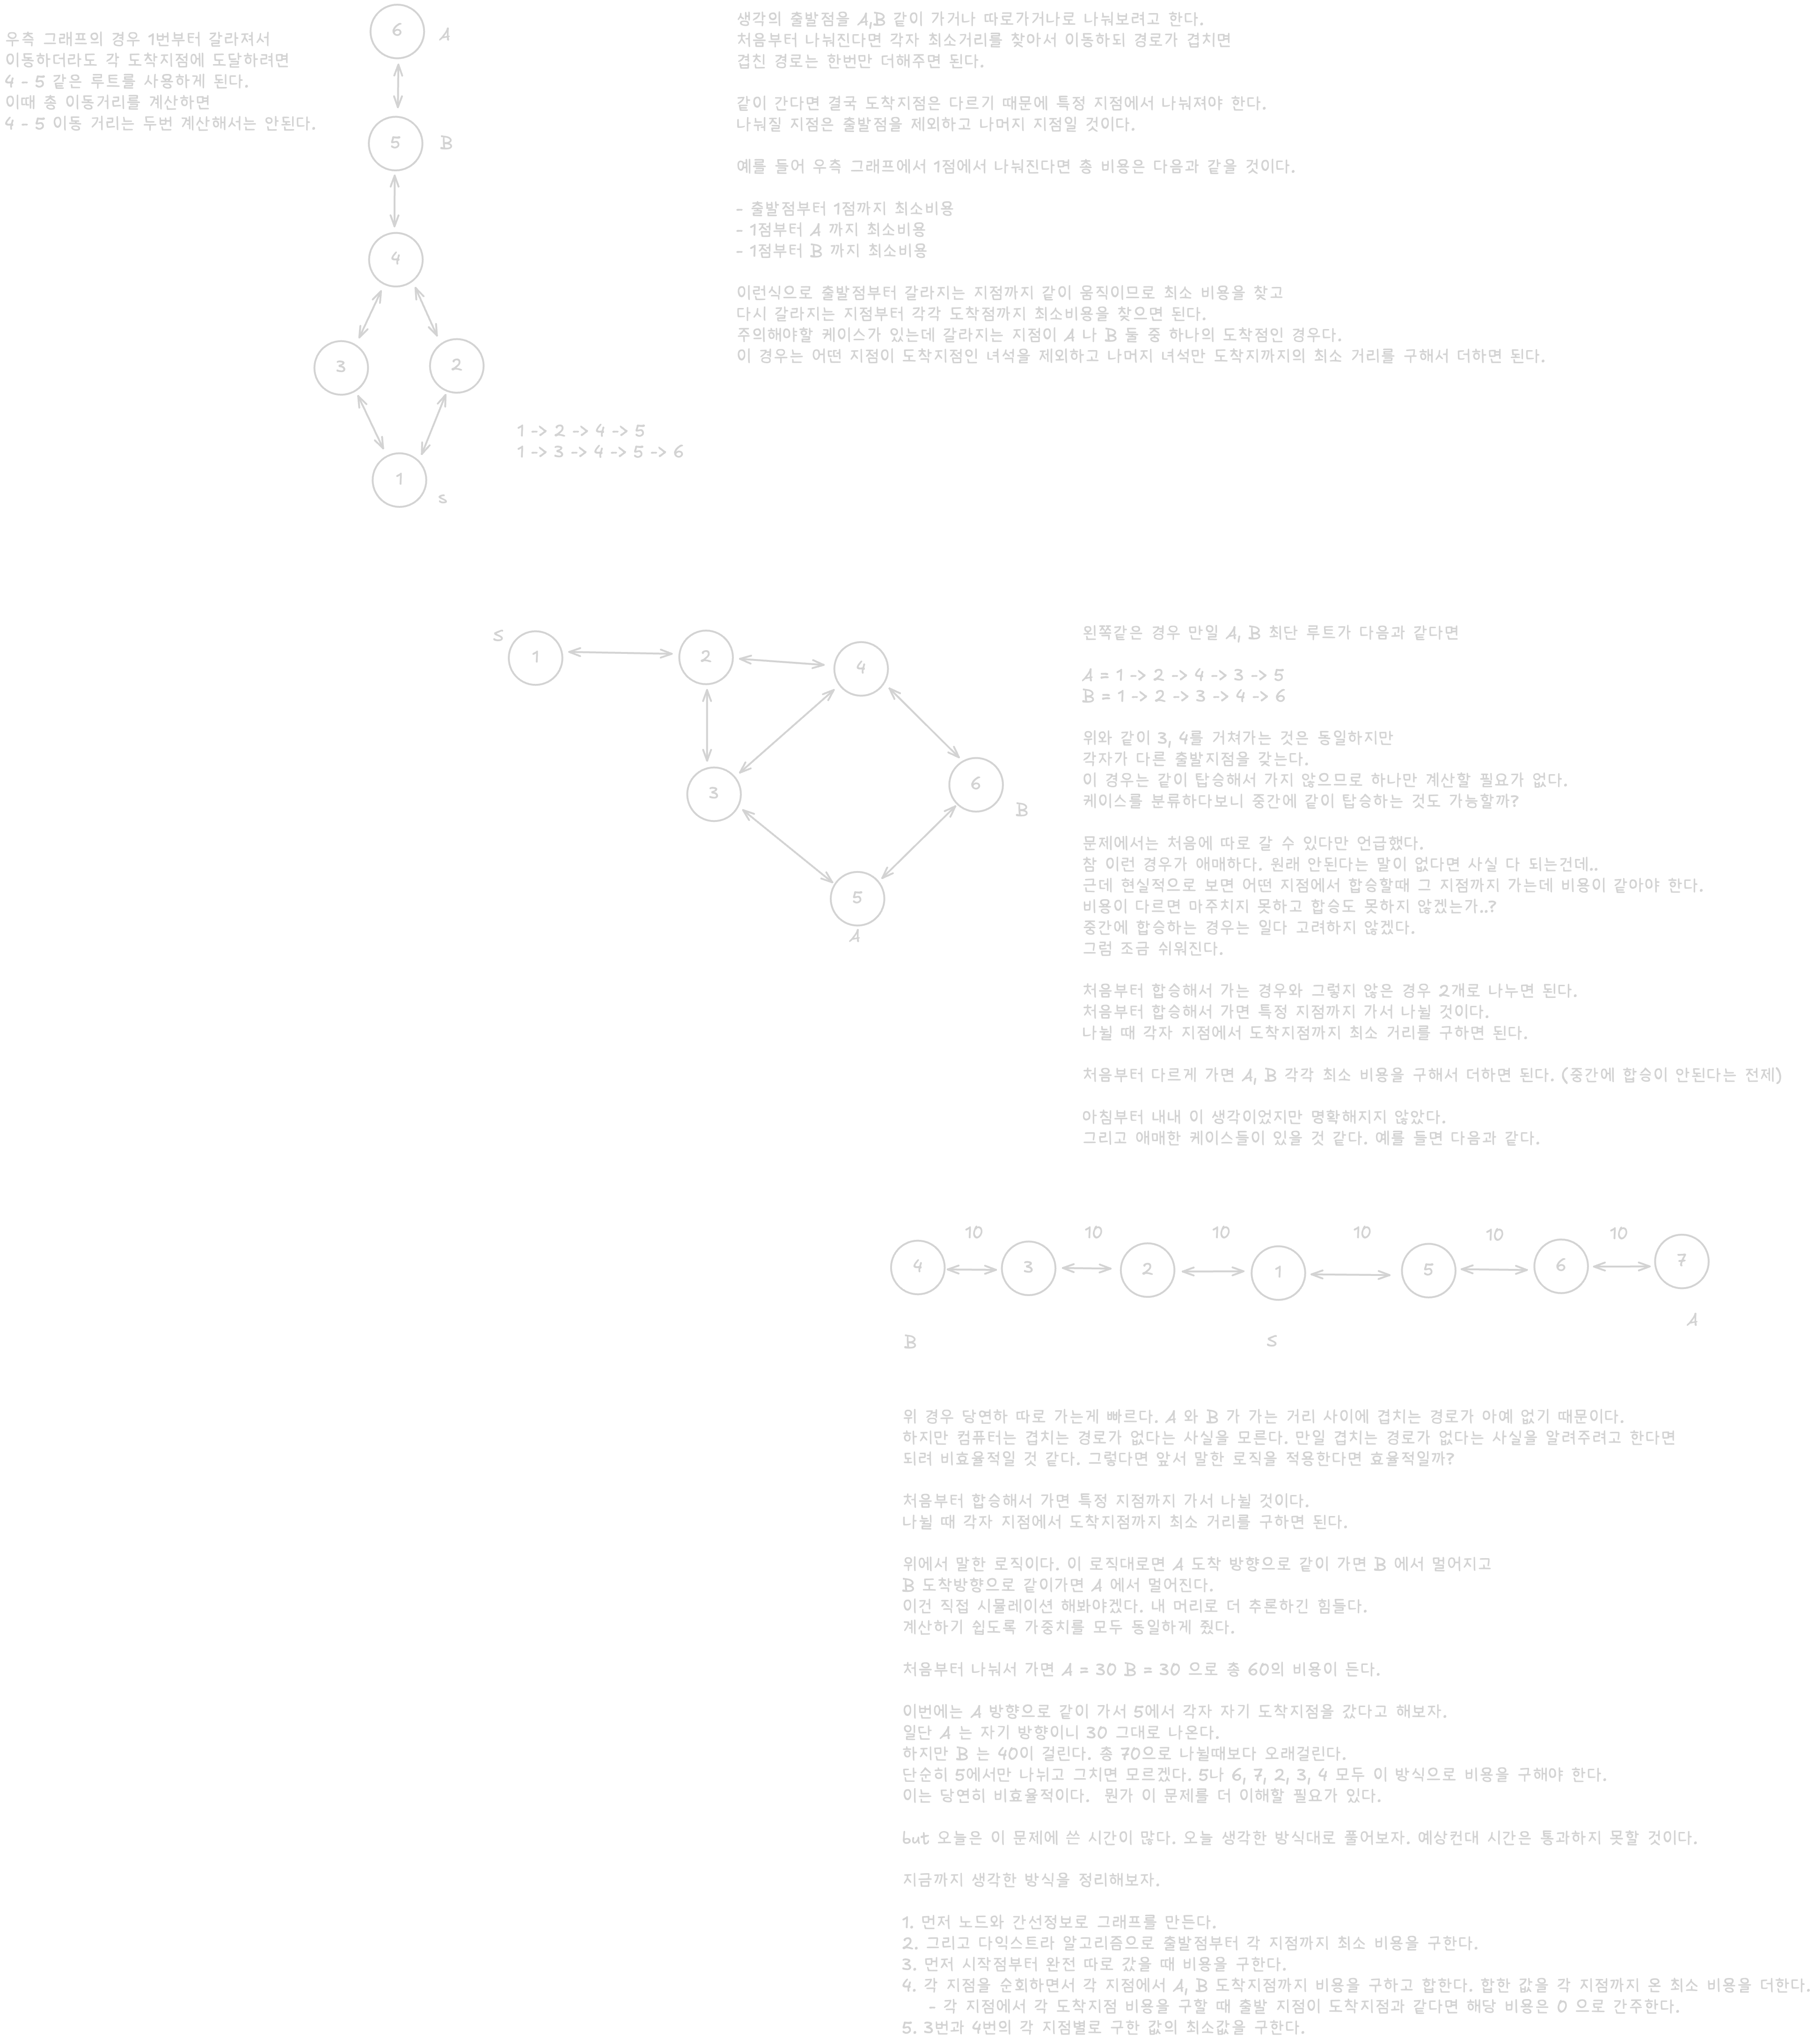 우측 그래프의 경우 1번부터 갈라져서
이동하더라도 각 도착지점에 도달하려면
4 - 5 같은 루트를 사용하게 된다.
이때 총 이동거리를 계산하면
4 - 5 이동 거리는 두번 계산해서는 안된다.
6
A
5
B
4
3
2
1
s
1 -> 2 -> 4 -> 5
1 -> 3 -> 4 -> 5 -> 6
생각의 출발점을 A,B 같이 가거나 따로가거나로 나눠보려고 한다.
처음부터 나눠진다면 각자 최소거리를 찾아서 이동하되 경로가 겹치면
겹친 경로는 한번만 더해주면 된다.
같이 간다면 결국 도착지점은 다르기 때문에 특정 지점에서 나눠져야 한다.
나눠질 지점은 출발점을 제외하고 나머지 지점일 것이다.
예를 들어 우측 그래프에서 1점에서 나눠진다면 총 비용은 다음과 같을 것이다.
- 출발점부터 1점까지 최소비용
- 1점부터 A 까지 최소비용
- 1점부터 B 까지 최소비용
이런식으로 출발점부터 갈라지는 지점까지 같이 움직이므로 최소 비용을 찾고
다시 갈라지는 지점부터 각각 도착점까지 최소비용을 찾으면 된다.
주의해야할 케이스가 있는데 갈라지는 지점이 A 나 B 둘 중 하나의 도착점인 경우다.
이 경우는 어떤 지점이 도착지점인 녀석을 제외하고 나머지 녀석만 도착지까지의 최소 거리를 구해서 더하면 된다.
S
1
2
4
3
6
B
5
A
왼쪽같은 경우 만일 A, B 최단 루트가 다음과 같다면
A = 1 -> 2 -> 4 -> 3 -> 5
B = 1 -> 2 -> 3 -> 4 -> 6
위와 같이 3, 4를 거쳐가는 것은 동일하지만
각자가 다른 출발지점을 갖는다.
이 경우는 같이 탑승해서 가지 않으므로 하나만 계산할 필요가 없다.
케이스를 분류하다보니 중간에 같이 탑승하는 것도 가능할까?
문제에서는 처음에 따로 갈 수 있다만 언급했다.
참 이런 경우가 애매하다. 원래 안된다는 말이 없다면 사실 다 되는건데..
근데 현실적으로 보면 어떤 지점에서 합승할때 그 지점까지 가는데 비용이 같아야 한다.
비용이 다르면 마주치지 못하고 합승도 못하지 않겠는가..?
중간에 합승하는 경우는 일다 고려하지 않겠다.
그럼 조금 쉬워진다.
처음부터 합승해서 가는 경우와 그렇지 않은 경우 2개로 나누면 된다.
처음부터 합승해서 가면 특정 지점까지 가서 나뉠 것이다.
나뉠 때 각자 지점에서 도착지점까지 최소 거리를 구하면 된다.
처음부터 다르게 가면 A, B 각각 최소 비용을 구해서 더하면 된다. (중간에 합승이 안된다는 전제)
아침부터 내내 이 생각이었지만 명확해지지 않았다.
그리고 애매한 케이스들이 있을 것 같다. 예를 들면 다음과 같다.
10 10 10 10 10 10
4 3 2 1 5 6 7
B S A
위 경우 당연하 따로 가는게 빠르다. A 와 B 가 가는 거리 사이에 겹치는 경로가 아예 없기 때문이다.
하지만 컴퓨터는 겹치는 경로가 없다는 사실을 모른다. 만일 겹치는 경로가 없다는 사실을 알려주려고 한다면
되려 비효율적일 것 같다. 그렇다면 앞서 말한 로직을 적용한다면 효율적일까?
처음부터 합승해서 가면 특정 지점까지 가서 나뉠 것이다.
나뉠 때 각자 지점에서 도착지점까지 최소 거리를 구하면 된다.
위에서 말한 로직이다. 이 로직대로면 A 도착 방향으로 같이 가면 B 에서 멀어지고
B 도착방향으로 같이가면 A 에서 멀어진다.
이건 직접 시뮬레이션 해봐야겠다. 내 머리로 더 추론하긴 힘들다.
계산하기 쉽도록 가중치를 모두 동일하게 줬다.
처음부터 나눠서 가면 A = 30 B = 30 으로 총 60의 비용이 든다.
이번에는 A 방향으로 같이 가서 5에서 각자 자기 도착지점을 갔다고 해보자.
일단 A 는 자기 방향이니 30 그대로 나온다.
하지만 B 는 40이 걸린다. 총 70으로 나뉠때보다 오래걸린다.
단순히 5에서만 나뉘고 그치면 모르겠다. 5나 6, 7, 2, 3, 4 모두 이 방식으로 비용을 구해야 한다.
이는 당연히 비효율적이다. 뭔가 이 문제를 더 이해할 필요가 있다.
but 오늘은 이 문제에 쓴 시간이 많다. 오늘 생각한 방식대로 풀어보자. 예상컨대 시간은 통과하지 못할 것이다.
지금까지 생각한 방식을 정리해보자.
1. 먼저 노드와 간선정보로 그래프를 만든다.
2. 그리고 다익스트라 알고리즘으로 출발점부터 각 지점까지 최소 비용을 구한다.
3. 먼저 시작점부터 완전 따로 갔을 때 비용을 구한다.
4. 각 지점을 순회하면서 각 지점에서 A, B 도착지점까지 비용을 구하고 합한다. 합한 값을 각 지점까지 온 최소 비용을 더한다.
- 각 지점에서 각 도착지점 비용을 구할 때 출발 지점이 도착지점과 같다면 해당 비용은 0 으로 간주한다.
5. 3번과 4번의 각 지점별로 구한 값의 최소값을 구한다.